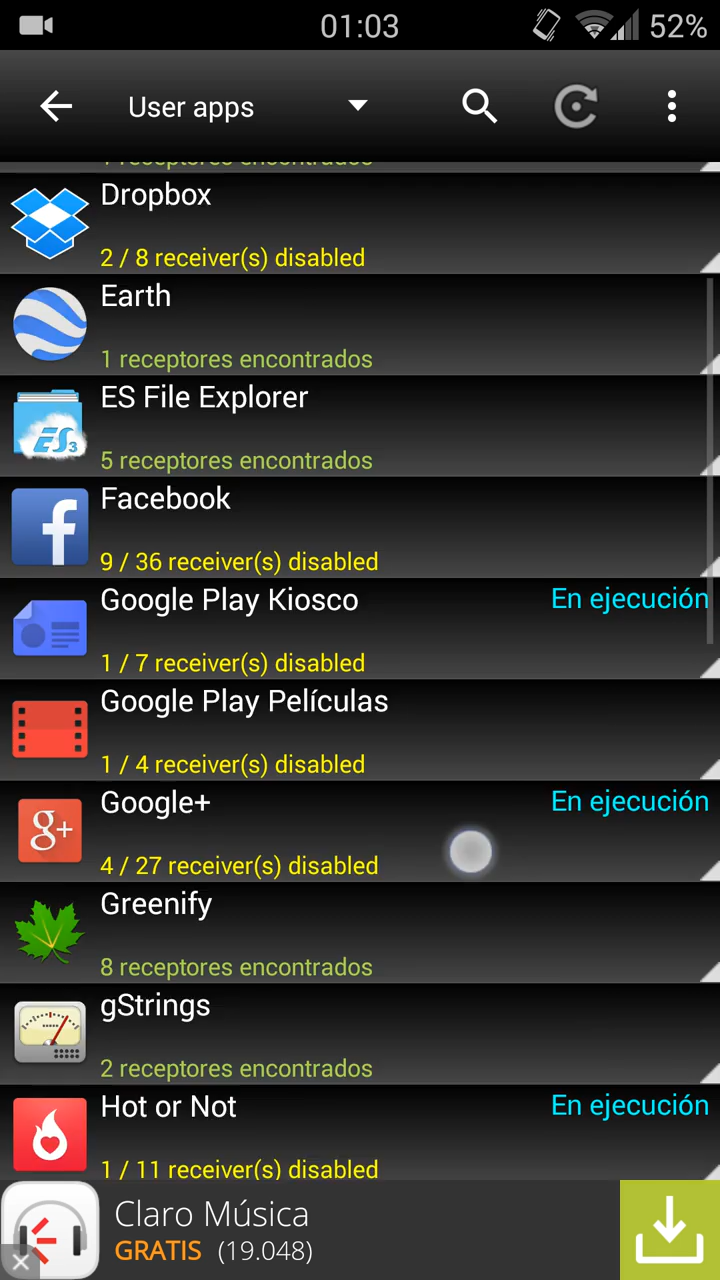 01:03
52%
User apps
receptores encontrados
Dropbox
2 / 8 receiver(s) disabled
Earth
1 receptores encontrados
ES File Explorer
5 receptores encontrados
Facebook
9 / 36 receiver(s) disabled
Google Play Kiosco
En ejecución
1 / 7 receiver(s) disabled
Google Play Películas
1 / 4 receiver(s) disabled
Google+
En ejecución
4 / 27 receiver(s) disabled
Greenify
8 receptores encontrados
gStrings
2 receptores encontrados
Hot or Not
En ejecución
1 / 11 receiver(s) disabled
Claro Música
GRATIS (19.048)